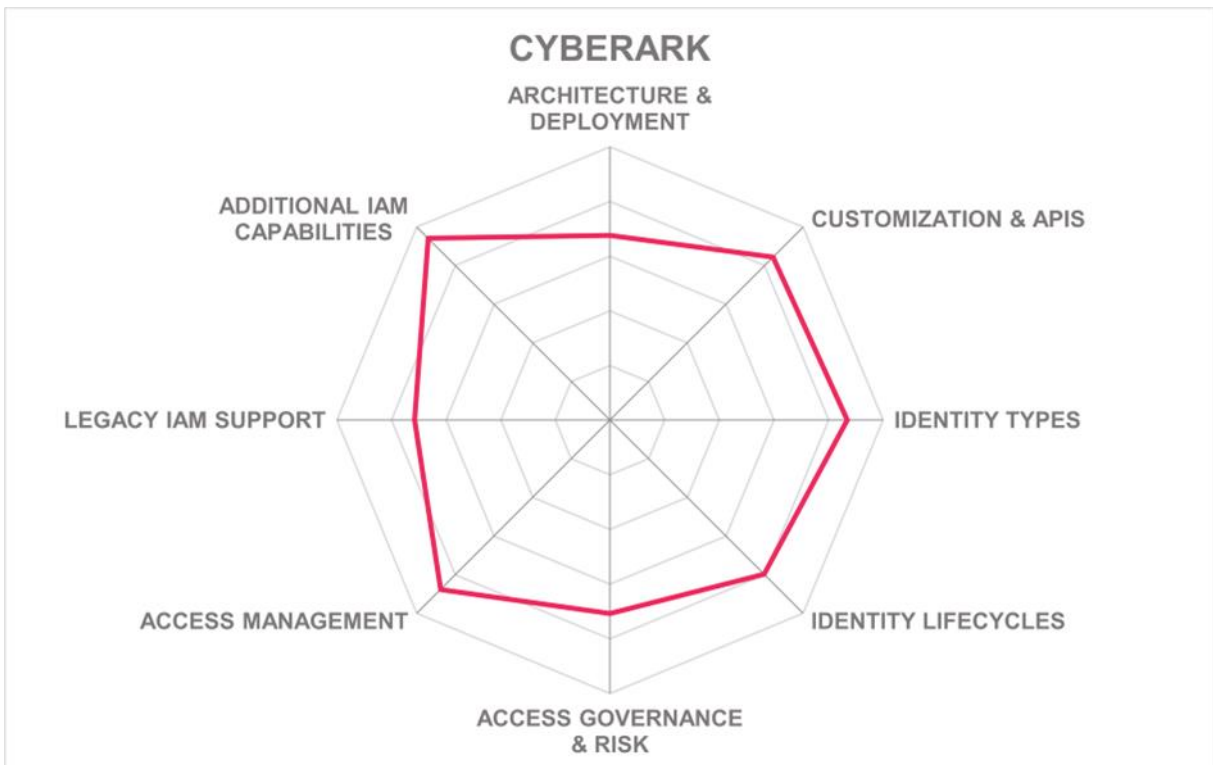 CYBERARK
ARCHITECTURE &
DEPLOYMENT
ADDITIONAL IAM
CAPABILITIES
CUSTOMIZATION & APIS
LEGACY IAM SUPPORT
IDENTITY TYPES
ACCESS MANAGEMENT
IDENTITY LIFECYCLES
ACCESS GOVERNANCE
& RISK